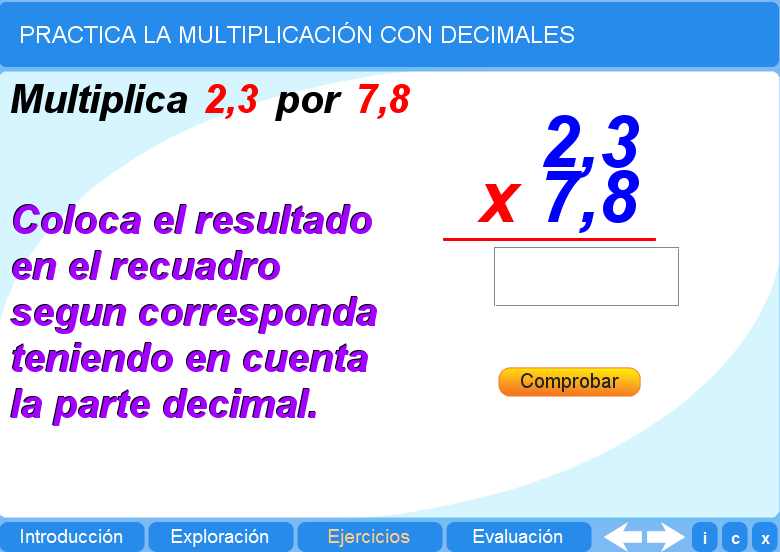 PRACTICA LA MULTIPLICACIÓN CON DECIMALES
Multiplica 2,3 por 7,8
2,3
x 7,8
Coloca el resultado
en el recuadro
segun corresponda
teniendo en cuenta
la parte decimal.
Comprobar
Introducción Exploración Ejercicios Evaluación i c x